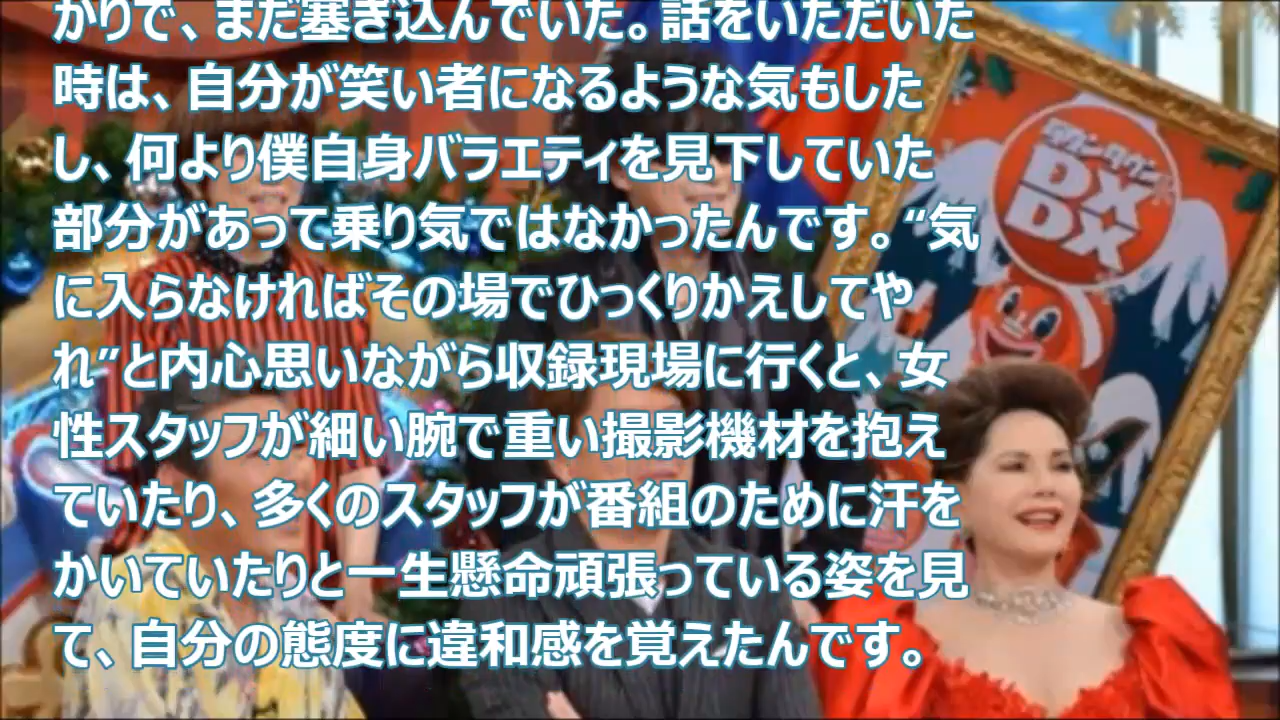 かりで、まだ塞ぎ込んでいた。話をいただいた
時は、自分が笑い者になるような気もした
し、何より僕自身バラエティを見下していた
部分があって乗り気ではなかったんです。“気
に入らなければその場でひっくりかえしてや
れ”と内心思いながら収録現場に行くと、女
性スタッフが細い腕で重い撮影機材を抱え
ていたり、多くのスタッフが番組のために汗を
かいていたりと一生懸命頑張っている姿を見
て、自分の態度に違和感を覚えたんです。
ダウンタウン
DX
DX